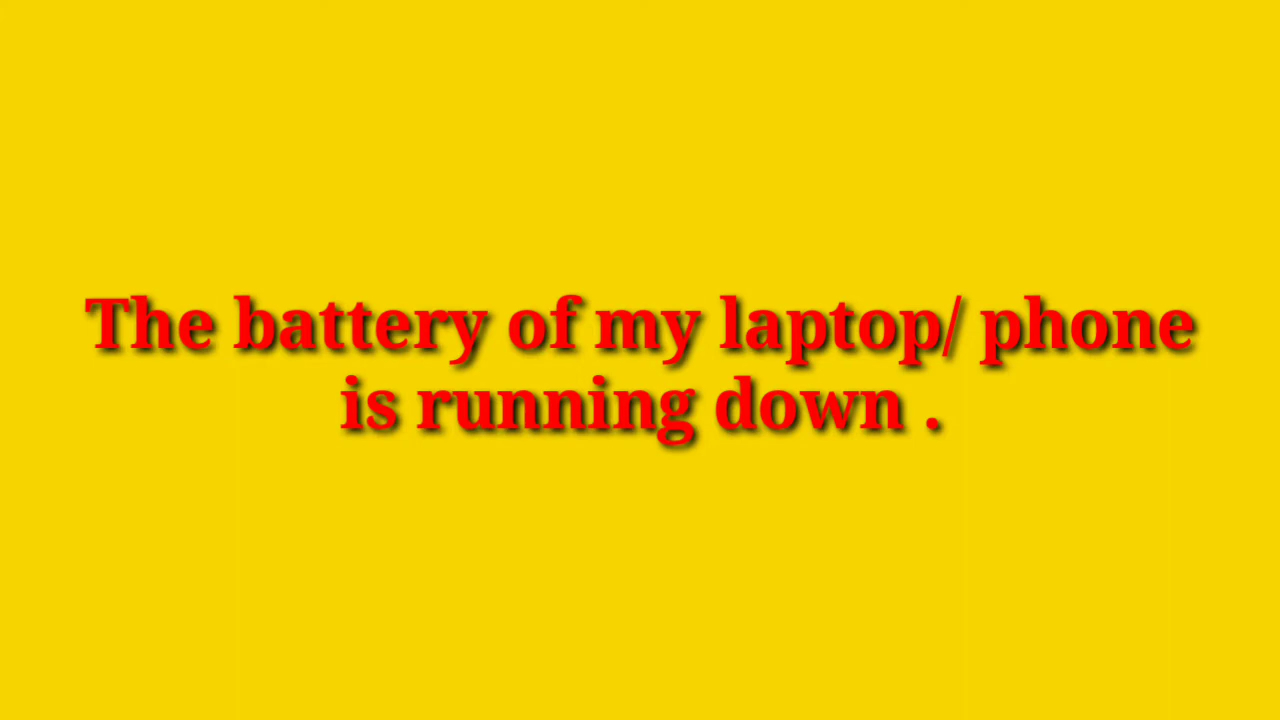 The battery of my laptop/ phone
is running down .